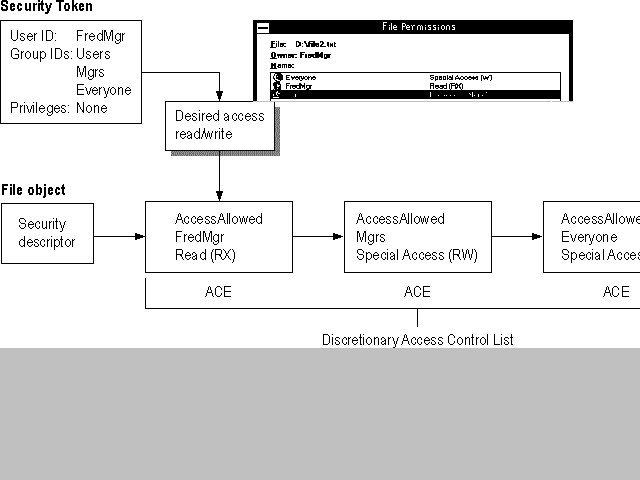 Security Token
User ID: FredMgr
Group IDs: Users
Mgrs
Everyone
Privileges: None
File Permissions
File: D:\file2.txt
Owner: FredMgr
Name:
Everyone Special Access (W)
FredMgr Read (RX)
Desired access
read/write
File object
Security
descriptor
AccessAllowed
FredMgr
Read (RX)
AccessAllowed
Mgrs
Special Access (RW)
AccessAllowe
Everyone
Special Acces
ACE ACE ACE
Discretionary Access Control List